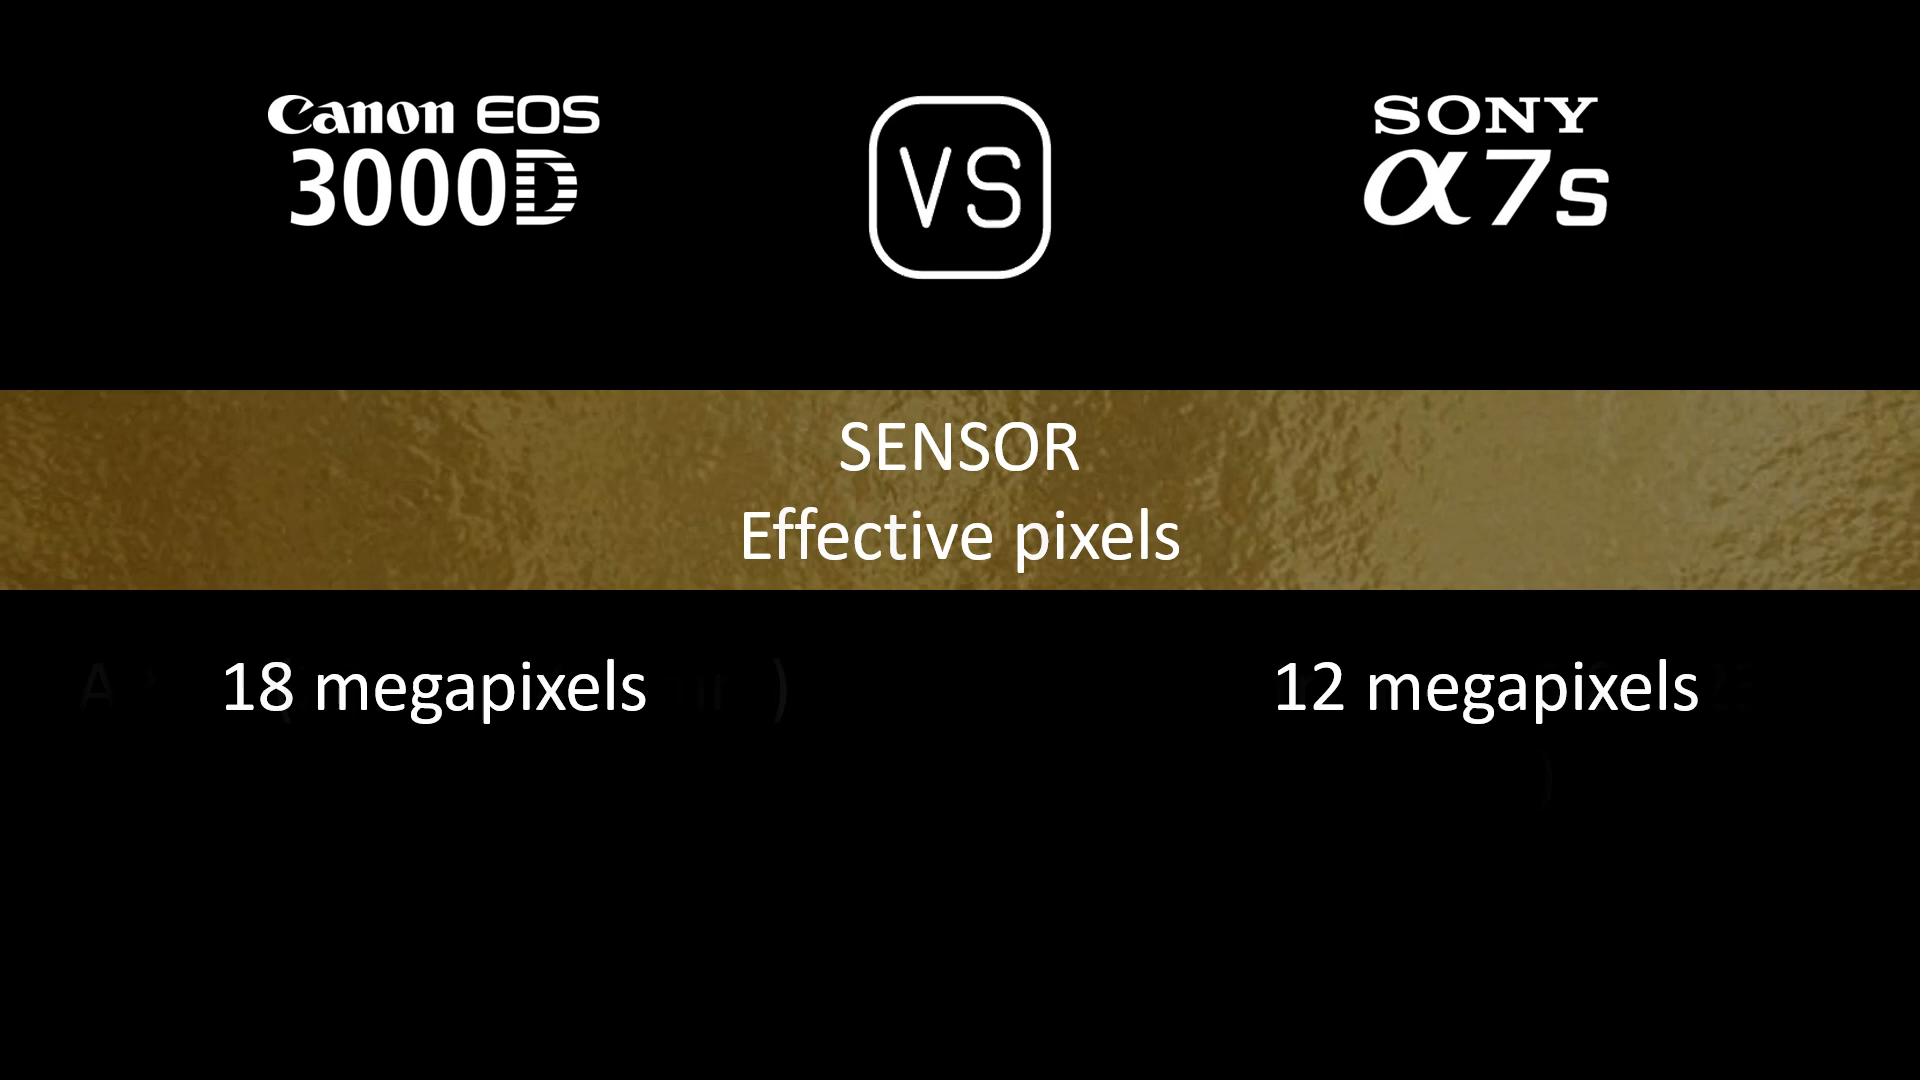 Canon EOS
3000D
VS
SONY
α7s
SENSOR
Effective pixels
18 megapixels
12 megapixels